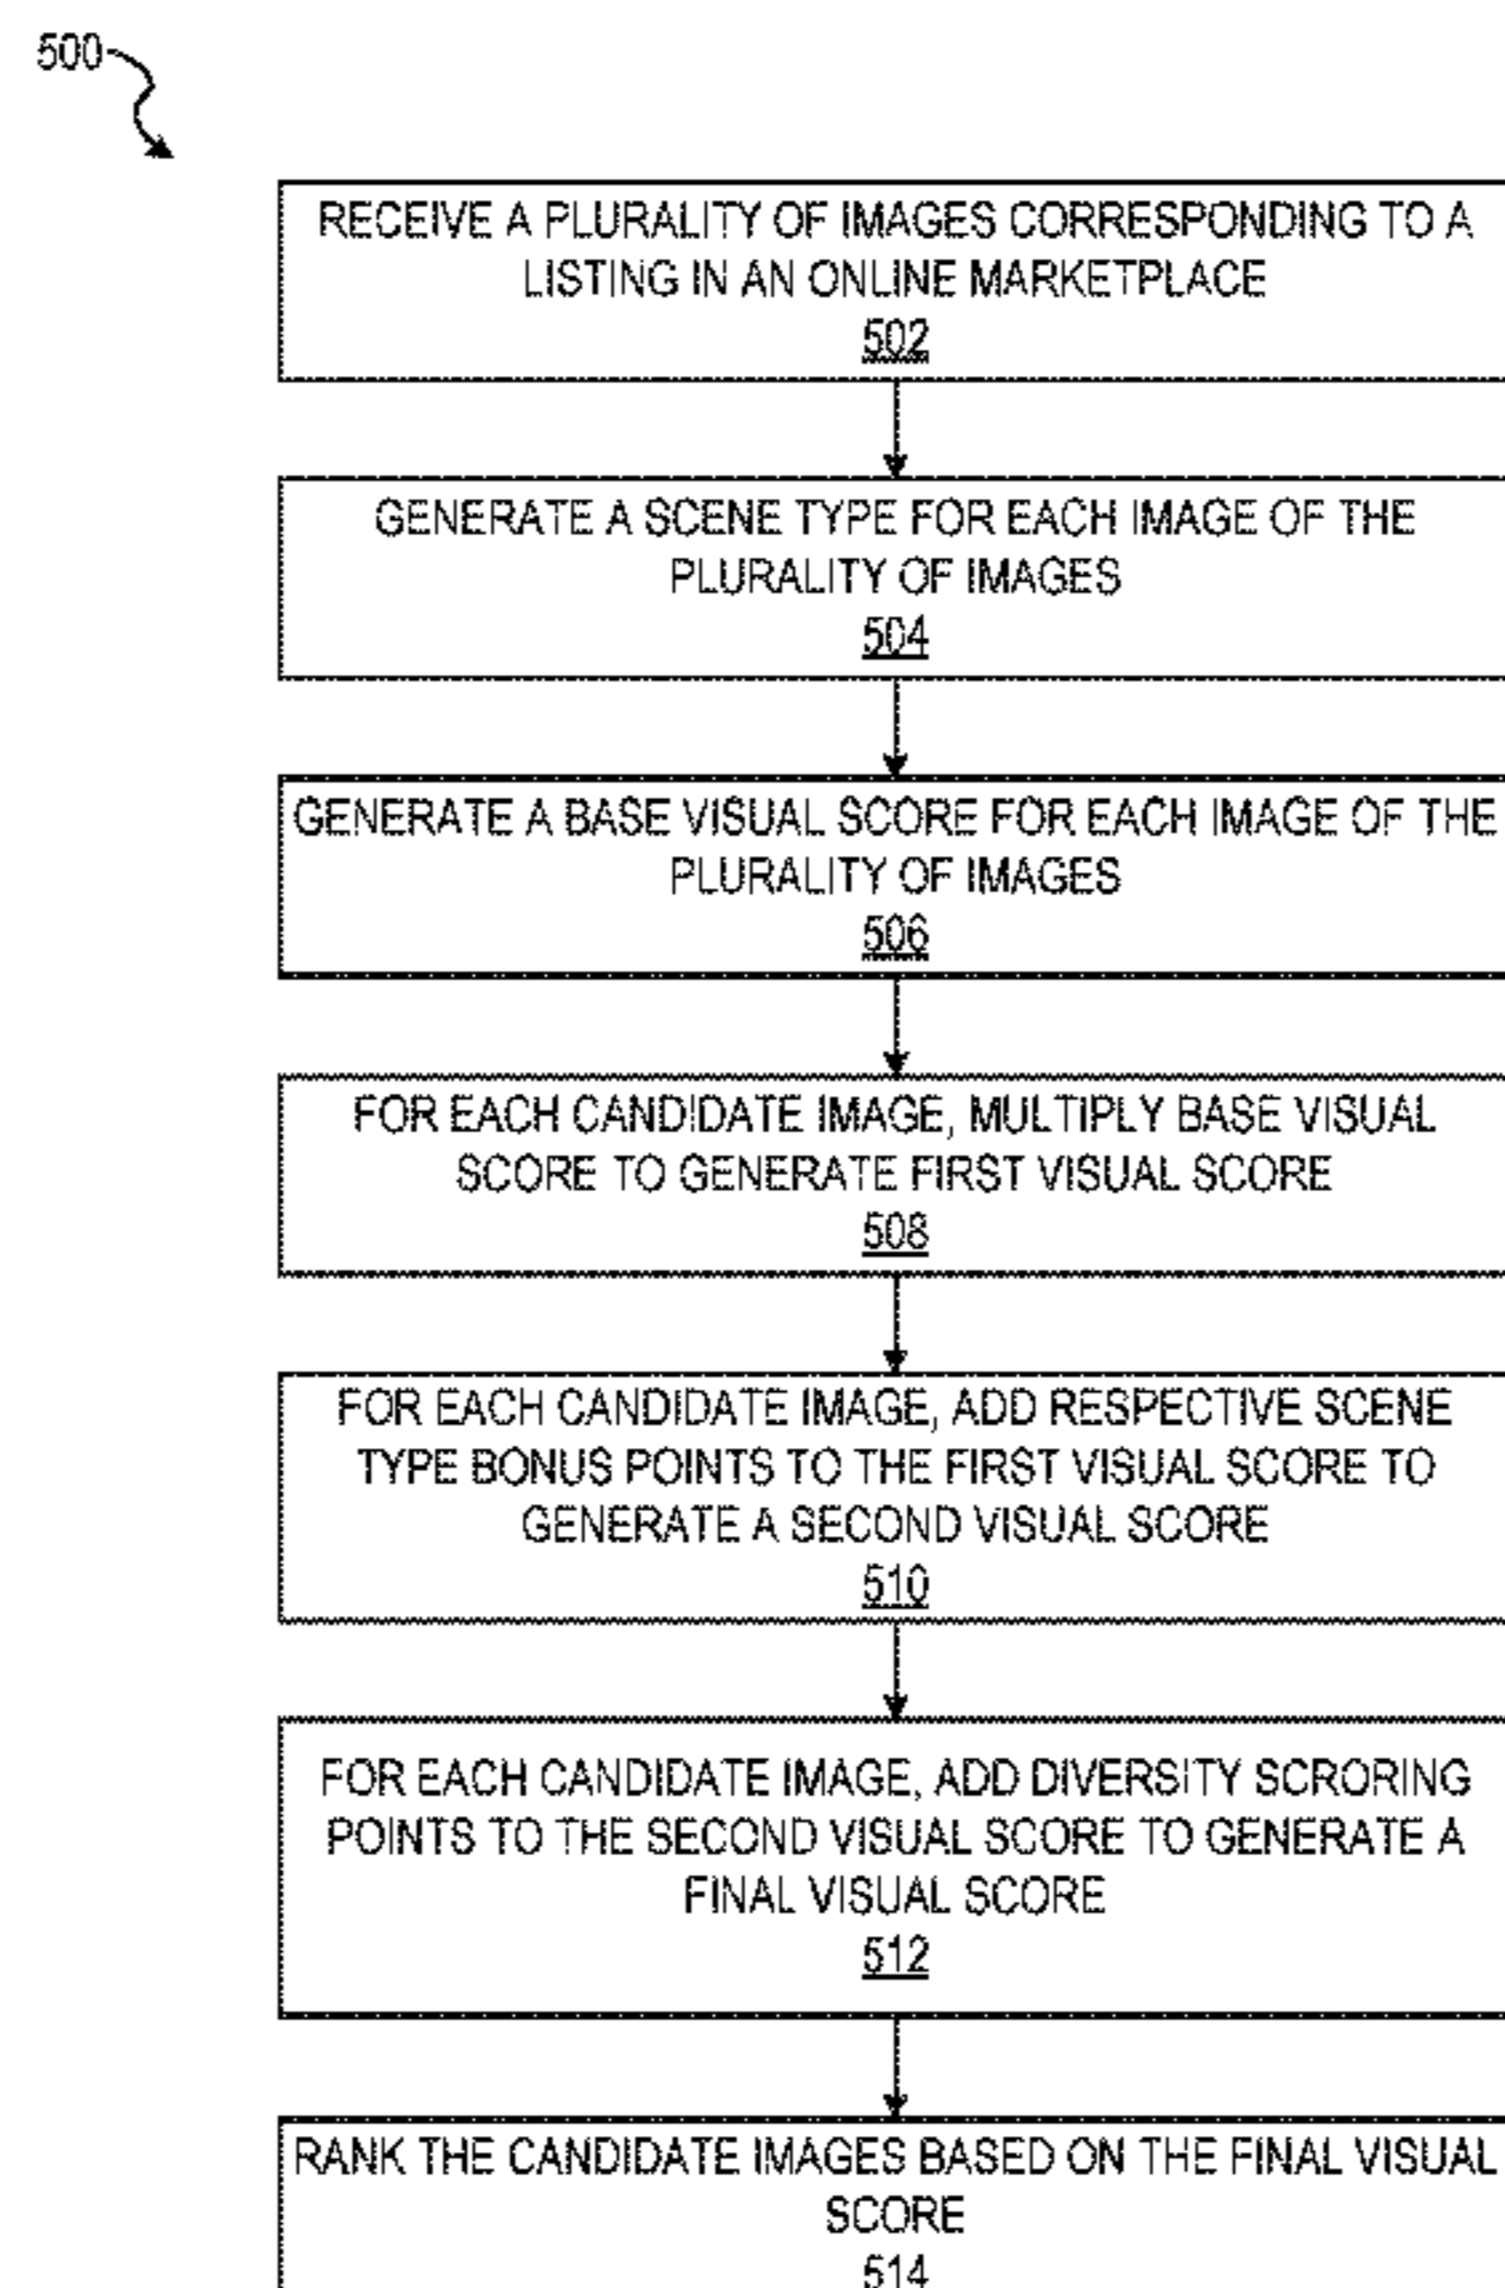 500
RECEIVE A PLURALITY OF IMAGES CORRESPONDING TO A
LISTING IN AN ONLINE MARKETPLACE
502
GENERATE A SCENE TYPE FOR EACH IMAGE OF THE
PLURALITY OF IMAGES
504
GENERATE A BASE VISUAL SCORE FOR EACH IMAGE OF THE
PLURALITY OF IMAGES
506
FOR EACH CANDIDATE IMAGE, MULTIPLY BASE VISUAL
SCORE TO GENERATE FIRST VISUAL SCORE
508
FOR EACH CANDIDATE IMAGE, ADD RESPECTIVE SCENE
TYPE BONUS POINTS TO THE FIRST VISUAL SCORE TO
GENERATE A SECOND VISUAL SCORE
510
FOR EACH CANDIDATE IMAGE, ADD DIVERSITY SCRORING
POINTS TO THE SECOND VISUAL SCORE TO GENERATE A
FINAL VISUAL SCORE
512
RANK THE CANDIDATE IMAGES BASED ON THE FINAL VISUAL
SCORE
514